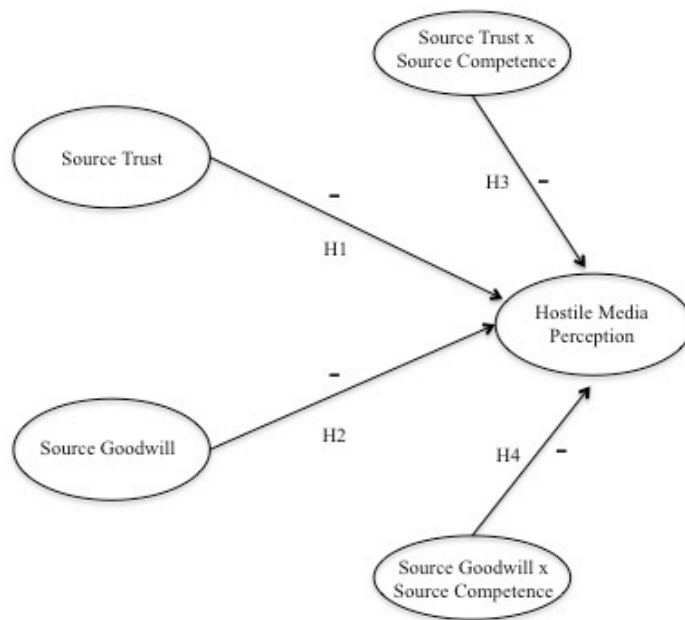 Source Trust x
Source Competence
Source Trust
-
H3
-
H1
Hostile Media
Perception
-
H2
Source Goodwill
H4
-
Source Goodwill x
Source Competence